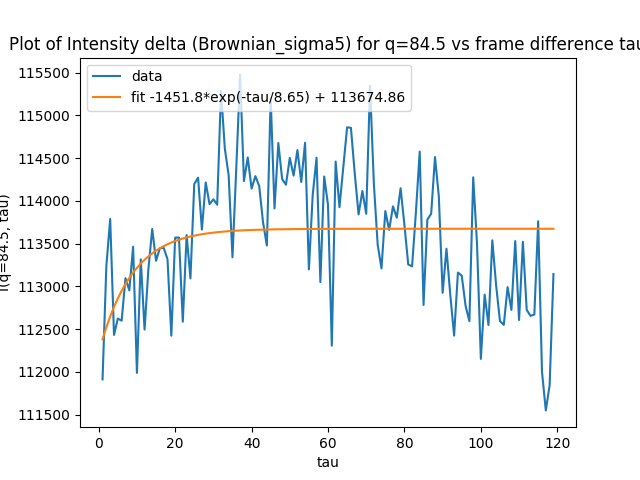 Plot of Intensity delta (Brownian_sigma5) for q=84.5 vs frame difference tau
data
fit -1451.8*exp(-tau/8.65) + 113674.86
115500
115000
114500
114000
113500
113000
112500
112000
111500
I(q=84.5, tau)
0 20 40 60 80 100 120
tau